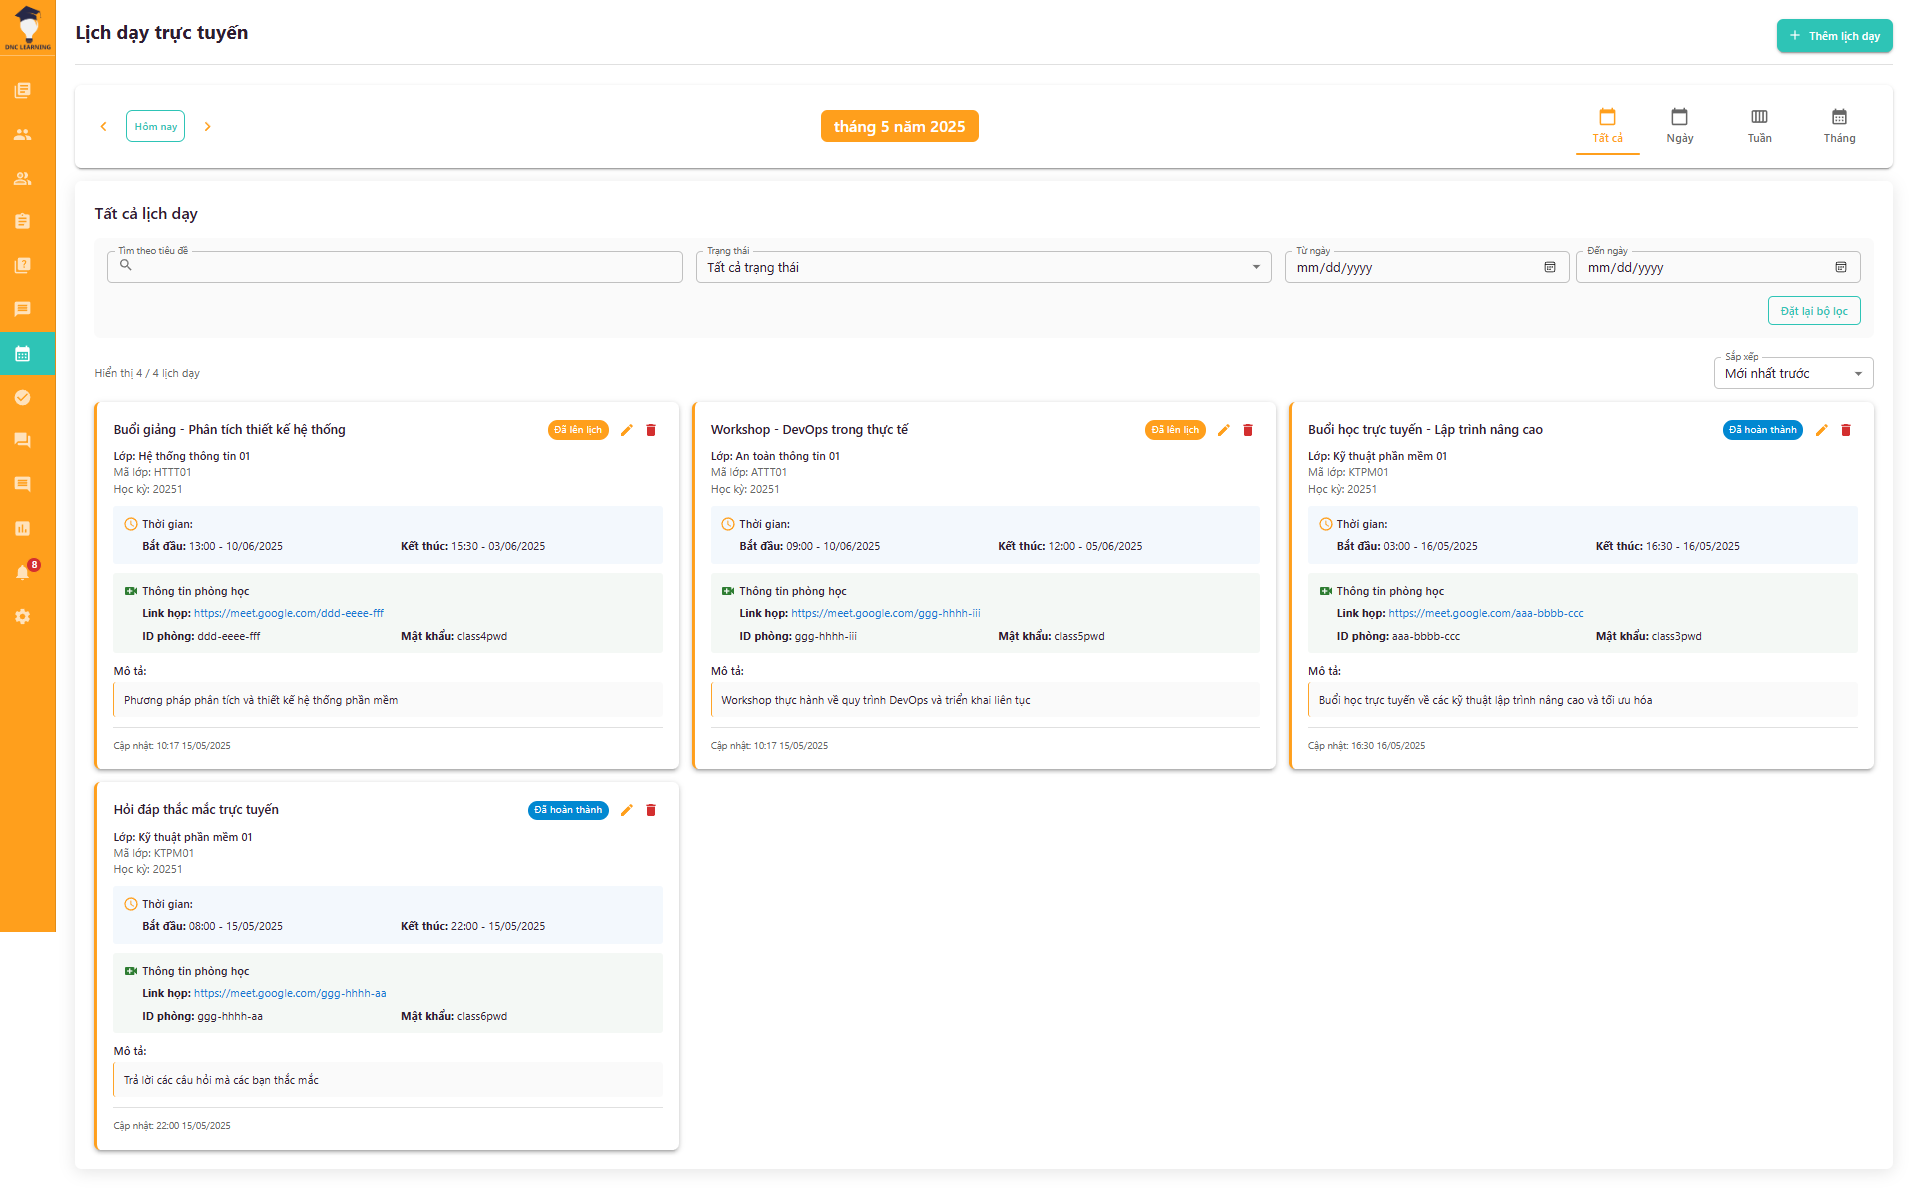 DNC LEARNING
Lịch dạy trực tuyến
Thêm lịch dạy
Hôm nay
tháng 5 năm 2025
Tất cả
Ngày
Tuần
Tháng
Tất cả lịch dạy
Tìm theo tiêu đề
Trạng thái
Tất cả trạng thái
Từ ngày
mm/dd/yyyy
Đến ngày
mm/dd/yyyy
Đặt lại bộ lọc
Hiển thị 4 / 4 lịch dạy
Sắp xếp
Mới nhất trước
Buổi giảng - Phân tích thiết kế hệ thống
Đã lên lịch
Lớp: Hệ thống thông tin 01
Mã lớp: HTTT01
Học kỳ: 20251
Thời gian:
Bắt đầu: 13:00 - 10/06/2025
Kết thúc: 15:30 - 03/06/2025
Thông tin phòng học
Link họp: https://meet.google.com/ddd-eeee-fff
ID phòng: ddd-eeee-fff
Mật khẩu: class4pwd
Mô tả:
Phương pháp phân tích và thiết kế hệ thống phần mềm
Cập nhật: 10:17 15/05/2025
Workshop - DevOps trong thực tế
Đã lên lịch
Lớp: An toàn thông tin 01
Mã lớp: ATTT01
Học kỳ: 20251
Thời gian:
Bắt đầu: 09:00 - 10/06/2025
Kết thúc: 12:00 - 05/06/2025
Thông tin phòng học
Link họp: https://meet.google.com/ggg-hhhh-iii
ID phòng: ggg-hhhh-iii
Mật khẩu: class5pwd
Mô tả:
Workshop thực hành về quy trình DevOps và triển khai liên tục
Cập nhật: 10:17 15/05/2025
Buổi học trực tuyến - Lập trình nâng cao
Đã hoàn thành
Lớp: Kỹ thuật phần mềm 01
Mã lớp: KTPM01
Học kỳ: 20251
Thời gian:
Bắt đầu: 03:00 - 16/05/2025
Kết thúc: 16:30 - 16/05/2025
Thông tin phòng học
Link họp: https://meet.google.com/aaa-bbbb-ccc
ID phòng: aaa-bbbb-ccc
Mật khẩu: class3pwd
Mô tả:
Buổi học trực tuyến về các kỹ thuật lập trình nâng cao và tối ưu hóa
Cập nhật: 16:30 16/05/2025
8
Hỏi đáp thắc mắc trực tuyến
Đã hoàn thành
Lớp: Kỹ thuật phần mềm 01
Mã lớp: KTPM01
Học kỳ: 20251
Thời gian:
Bắt đầu: 08:00 - 15/05/2025
Kết thúc: 22:00 - 15/05/2025
Thông tin phòng học
Link họp: https://meet.google.com/ggg-hhhh-aa
ID phòng: ggg-hhhh-aa
Mật khẩu: class6pwd
Mô tả:
Trả lời các câu hỏi mà các bạn thắc mắc
Cập nhật: 22:00 15/05/2025